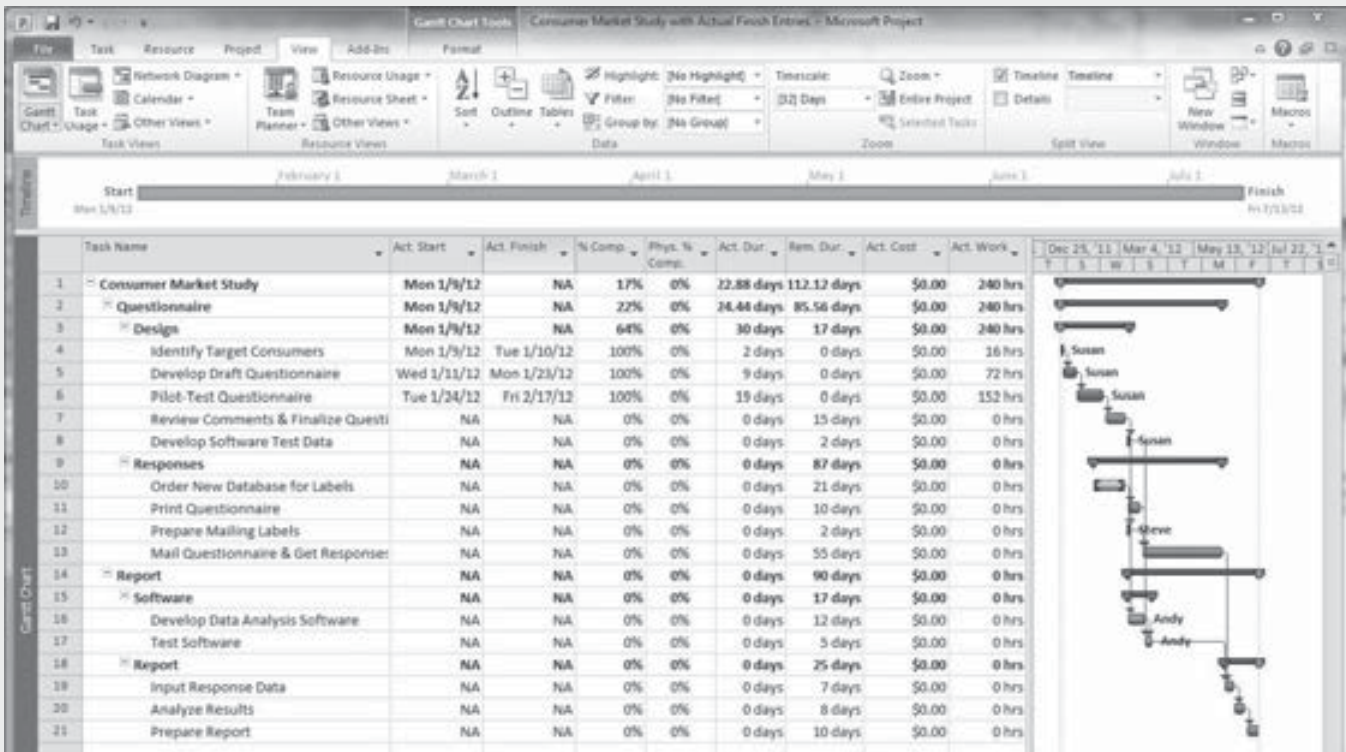 Gantt Chart Tools Consumer Market Study with Actual Finish Entries - Microsoft Project
File Task Resource Project View Add-Ins Format
Gantt Chart
Task Usage
Network Diagram
Calendar
Other Views
Task Views
Team Planner
Resource Usage
Resource Sheet
Other Views
Resource Views
Sort
Outline
Tables
Highlight: [No Highlight]
Filter: [No Filter]
Group by: [No Group]
Data
Timescale:
Days
Zoom
Entire Project
Selected Tasks
Zoom
Timeline Timeline
Details
Split View
New Window
Window
Macros
Macros
Timeline
February 1 March 1 April 1 May 1 June 1 July 1
Start
Mon 1/9/12
Finish
Fri 7/13/12
Task Name Act. Start Act. Finish % Comp. Phys. % Comp. Act. Dur. Rem. Dur. Act. Cost Act. Work
Dec 25, '11 Mar 4, '12 May 13, '12 Jul 22, '1
T S W S T M F T S
1 Consumer Market Study Mon 1/9/12 NA 17% 0% 22.88 days 112.12 days $0.00 240 hrs
2 Questionnaire Mon 1/9/12 NA 22% 0% 24.44 days 85.56 days $0.00 240 hrs
3 Design Mon 1/9/12 NA 64% 0% 30 days 17 days $0.00 240 hrs
4 Identify Target Consumers Mon 1/9/12 Tue 1/10/12 100% 0% 2 days 0 days $0.00 16 hrs Susan
5 Develop Draft Questionnaire Wed 1/11/12 Mon 1/23/12 100% 0% 9 days 0 days $0.00 72 hrs Susan
6 Pilot-Test Questionnaire Tue 1/24/12 Fri 2/17/12 100% 0% 19 days 0 days $0.00 152 hrs Susan
7 Review Comments & Finalize Questi NA NA 0% 0% 0 days 15 days $0.00 0 hrs
8 Develop Software Test Data NA NA 0% 0% 0 days 2 days $0.00 0 hrs Susan
9 Responses NA NA 0% 0% 0 days 87 days $0.00 0 hrs
10 Order New Database for Labels NA NA 0% 0% 0 days 21 days $0.00 0 hrs
11 Print Questionnaire NA NA 0% 0% 0 days 10 days $0.00 0 hrs
12 Prepare Mailing Labels NA NA 0% 0% 0 days 2 days $0.00 0 hrs Steve
13 Mail Questionnaire & Get Responses NA NA 0% 0% 0 days 55 days $0.00 0 hrs
14 Report NA NA 0% 0% 0 days 90 days $0.00 0 hrs
15 Software NA NA 0% 0% 0 days 17 days $0.00 0 hrs
16 Develop Data Analysis Software NA NA 0% 0% 0 days 12 days $0.00 0 hrs Andy
17 Test Software NA NA 0% 0% 0 days 5 days $0.00 0 hrs Andy
18 Report NA NA 0% 0% 0 days 25 days $0.00 0 hrs
19 Input Response Data NA NA 0% 0% 0 days 7 days $0.00 0 hrs
20 Analyze Results NA NA 0% 0% 0 days 8 days $0.00 0 hrs
21 Prepare Report NA NA 0% 0% 0 days 10 days $0.00 0 hrs
Gantt Chart